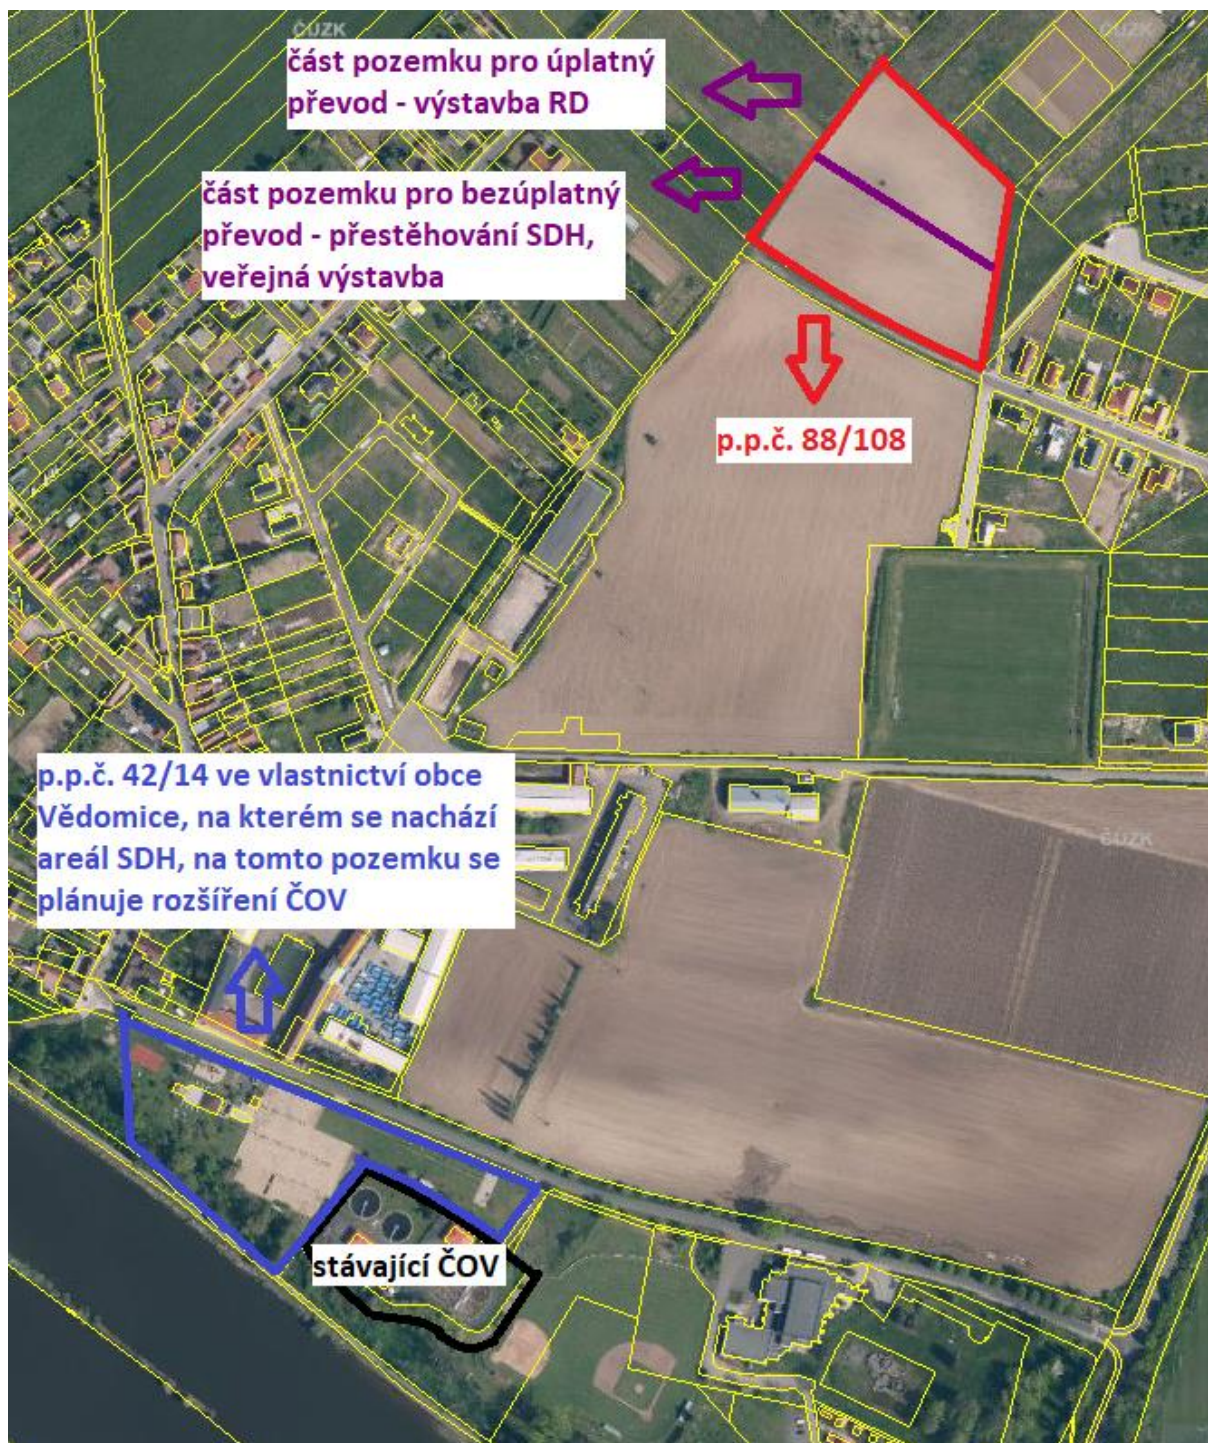 ČÚZK
ČÚZK
část pozemku pro úplatný
převod - výstavba RD
část pozemku pro bezúplatný
převod - přestěhování SDH,
veřejná výstavba
p.p.č. 88/108
p.p.č. 42/14 ve vlastnictví obce
Vědomice, na kterém se nachází
areál SDH, na tomto pozemku se
plánuje rozšíření ČOV
ČÚZK
stávající ČOV